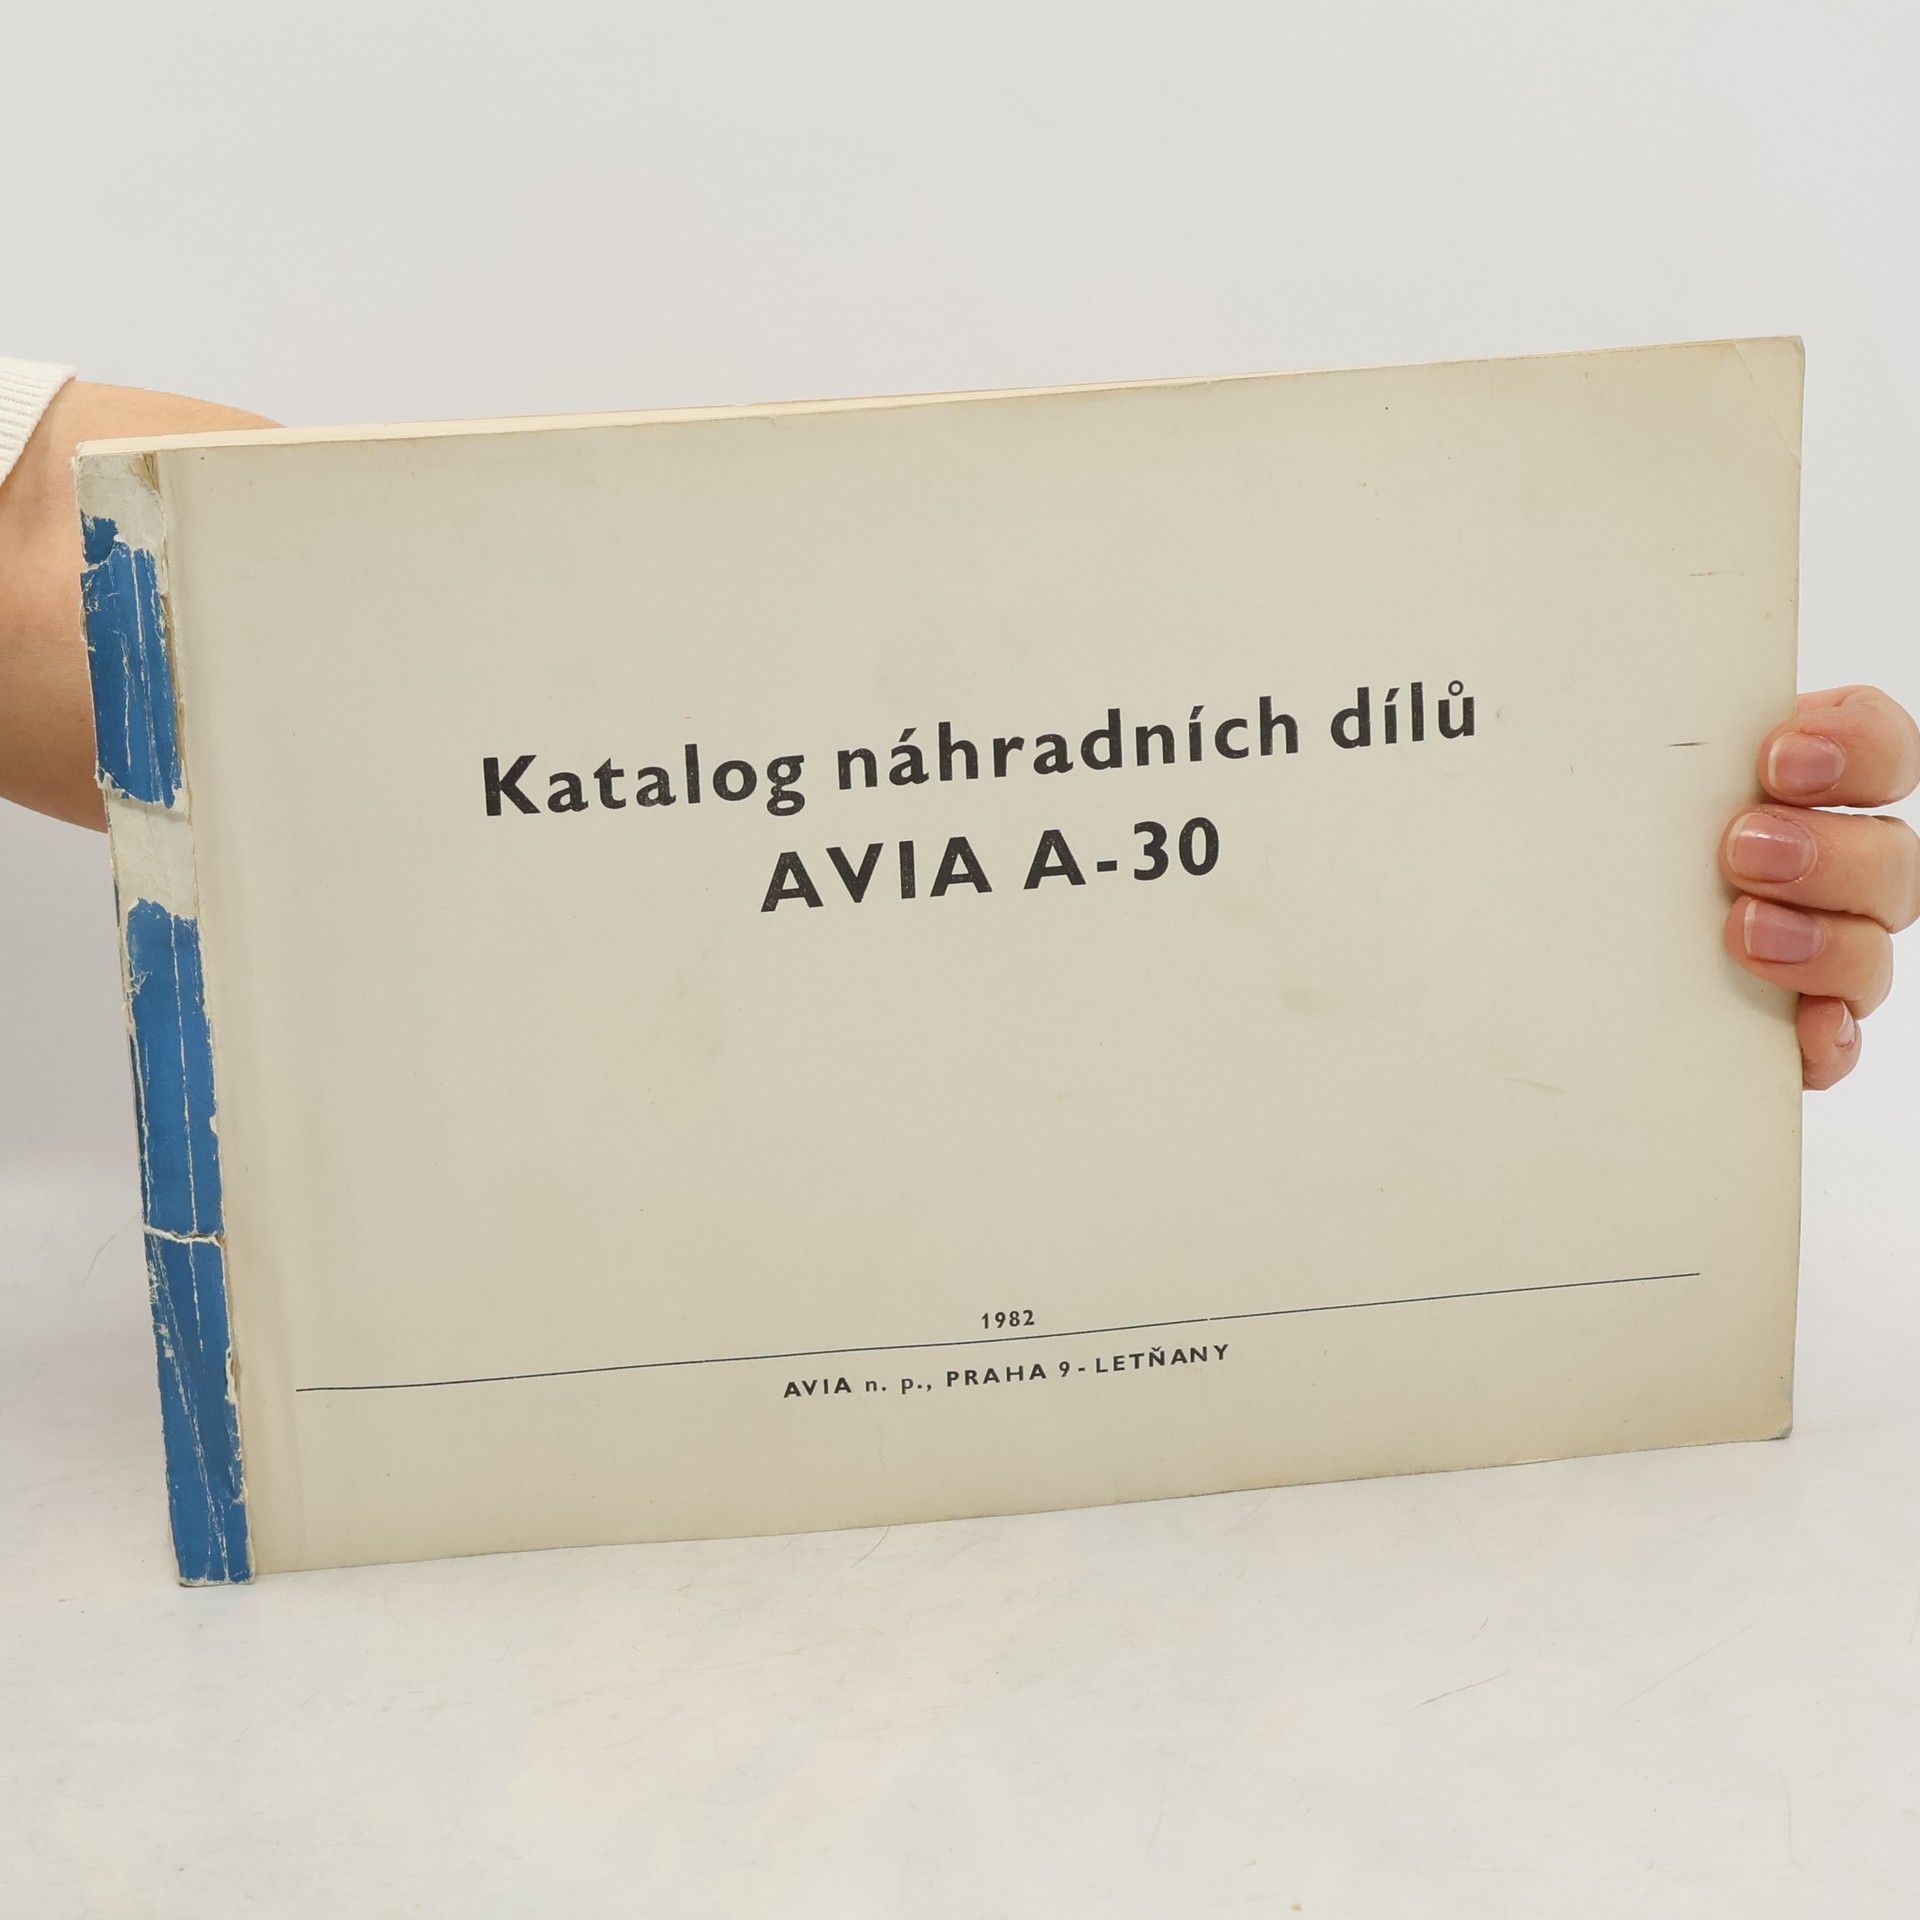 Katalog náhradních dílů
AVIA A-30
1982
AVIA n. p., PRAHA 9 - LETŇANY